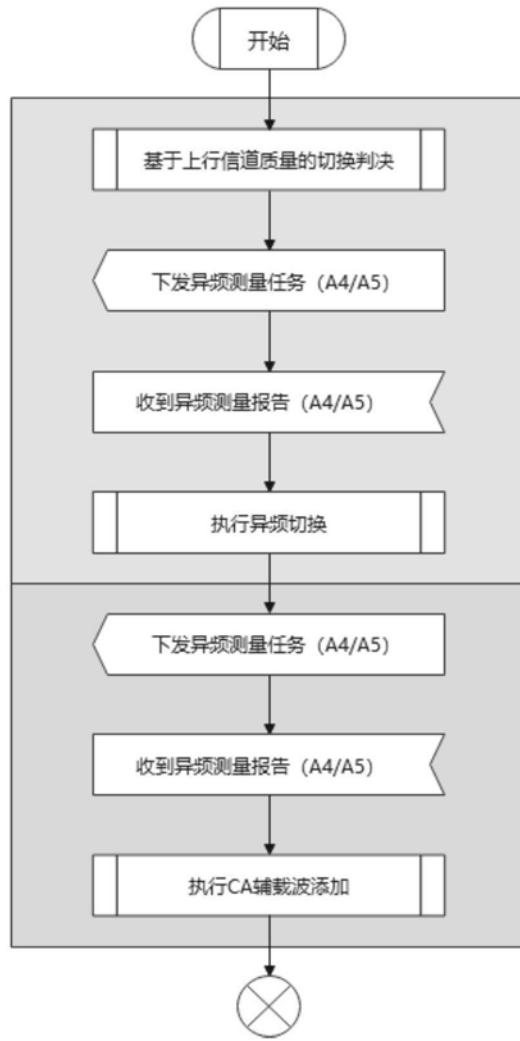 开始
基于上行信道质量的切换判决
下发异频测量任务（A4/A5）
收到异频测量报告（A4/A5）
执行异频切换
下发异频测量任务（A4/A5）
收到异频测量报告（A4/A5）
执行CA辅载波添加